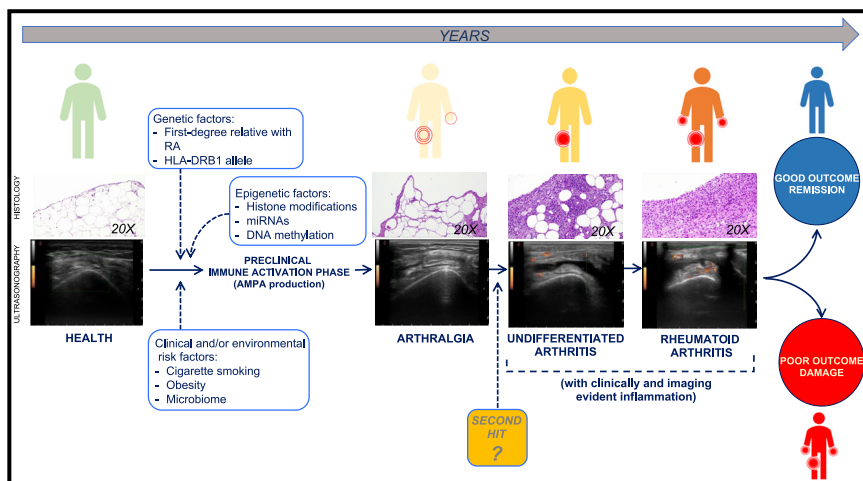 YEARS
Genetic factors:
- First-degree relative with
RA
- HLA-DRB1 allele
Epigenetic factors:
- Histone modifications
- miRNAs
- DNA methylation
HISTOLOGY
20X
20X
20X
20X
ULTRASONOGRAPHY
PRECLINICAL
IMMUNE ACTIVATION PHASE
(AMPA production)
HEALTH
ARTHRALGIA
UNDIFFERENTIATED
ARTHRITIS
RHEUMATOID
ARTHRITIS
(with clinically and imaging
evident inflammation)
Clinical and/or environmental
risk factors:
- Cigarette smoking
- Obesity
- Microbiome
SECOND
HIT
?
GOOD OUTCOME
REMISSION
POOR OUTCOME
DAMAGE